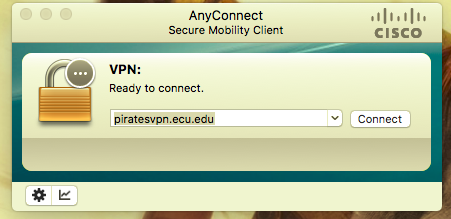 AnyConnect
Secure Mobility Client
CISCO
VPN:
Ready to connect.
piratesvpn.ecu.edu
Connect